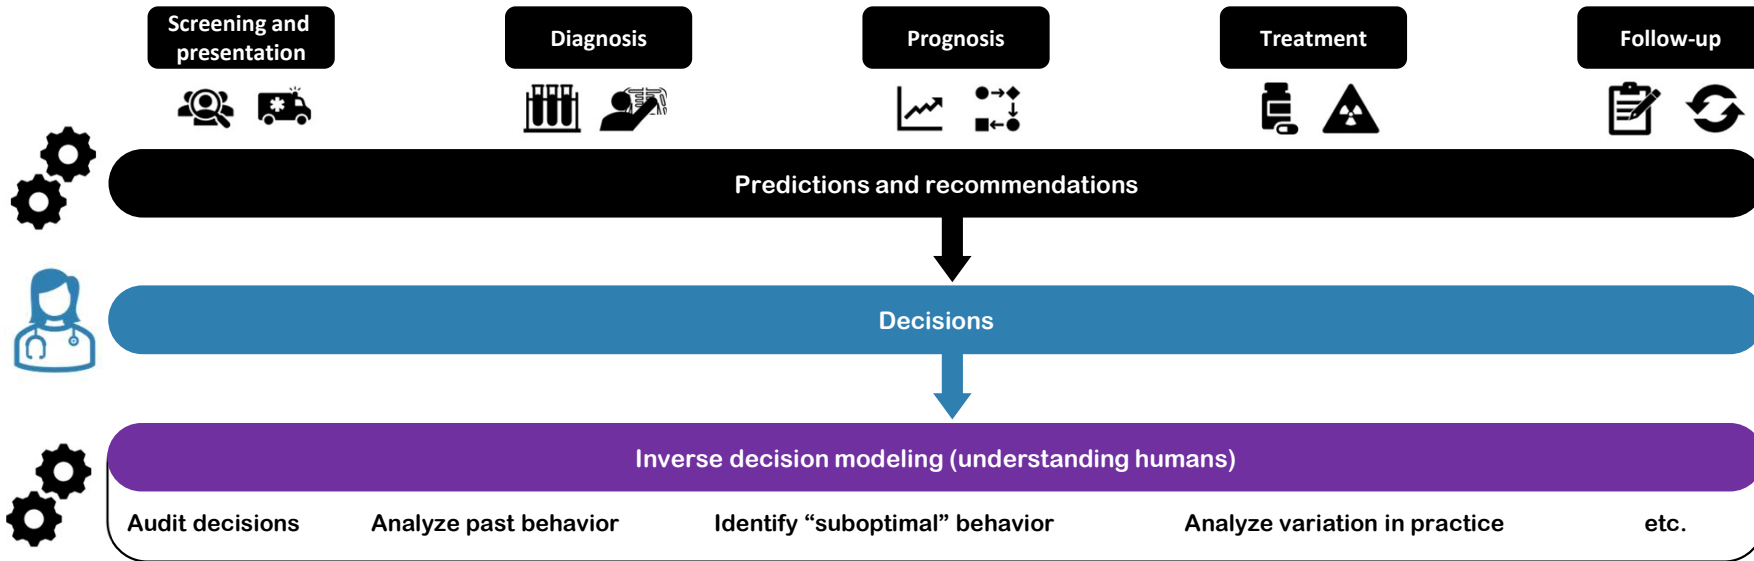 Screening and
presentation
Diagnosis
Prognosis
Treatment
Follow-up
Predictions and recommendations
Decisions
Inverse decision modeling (understanding humans)
Audit decisions
Analyze past behavior
Identify “suboptimal” behavior
Analyze variation in practice
etc.